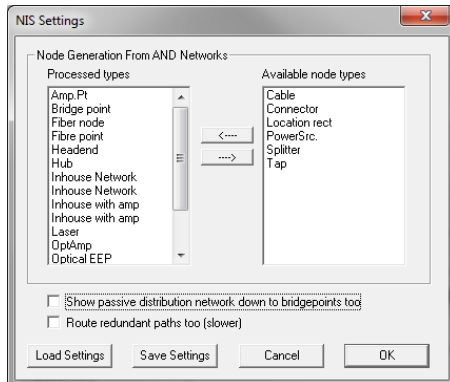 NIS Settings
Node Generation From AND Networks
Processed types
Available node types
Amp.Pt
Bridge point
Fiber node
Fibre point
Headend
Hub
Inhouse Network
Inhouse Network
Inhouse with amp
Inhouse with amp
Laser
OptAmp
Optical EEP
<----
---->
Cable
Connector
Location rect
PowerSrc.
Splitter
Tap
Show passive distribution network down to bridgepoints too
Route redundant paths too (slower)
Load Settings
Save Settings
Cancel
OK